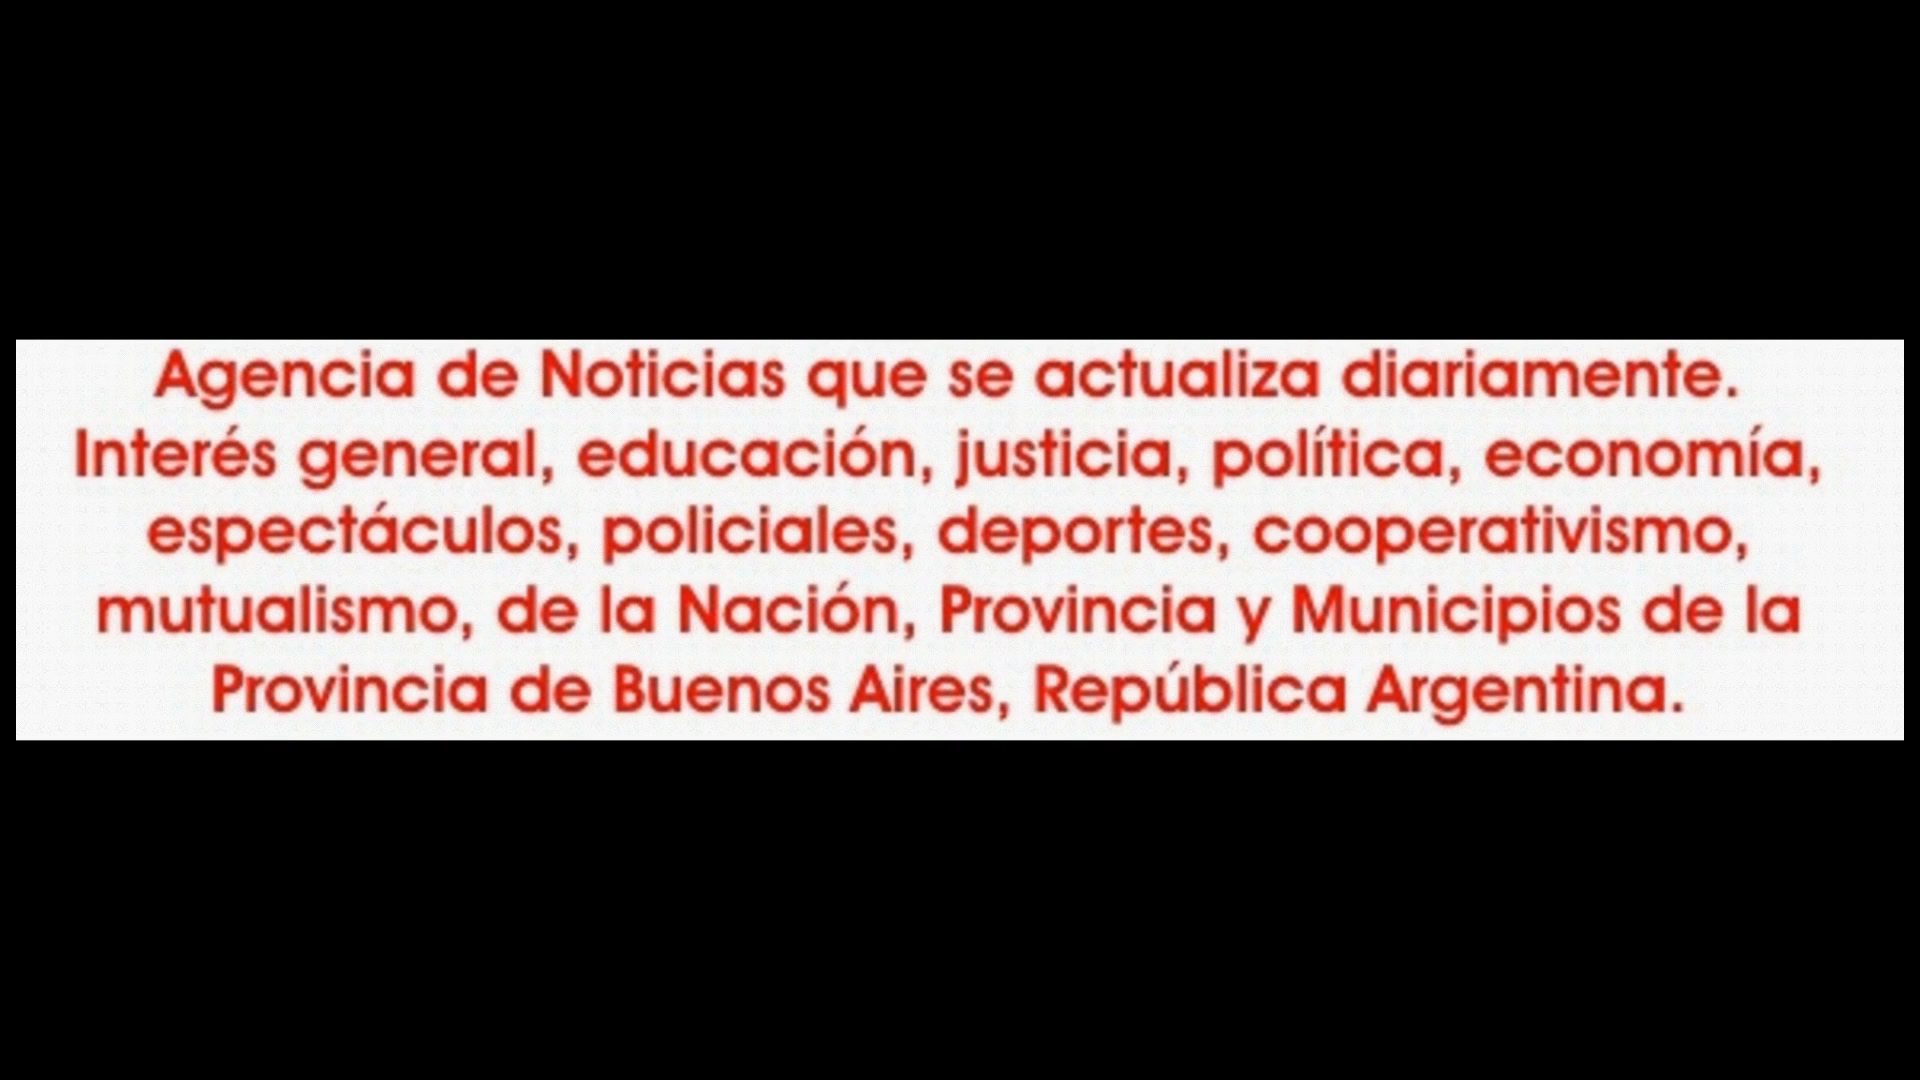 Agencia de Noticias que se actualiza diariamente.
Interés general, educación, justicia, política, economía,
espectáculos, policiales, deportes, cooperativismo,
mutualismo, de la Nación, Provincia y Municipios de la
Provincia de Buenos Aires, República Argentina.